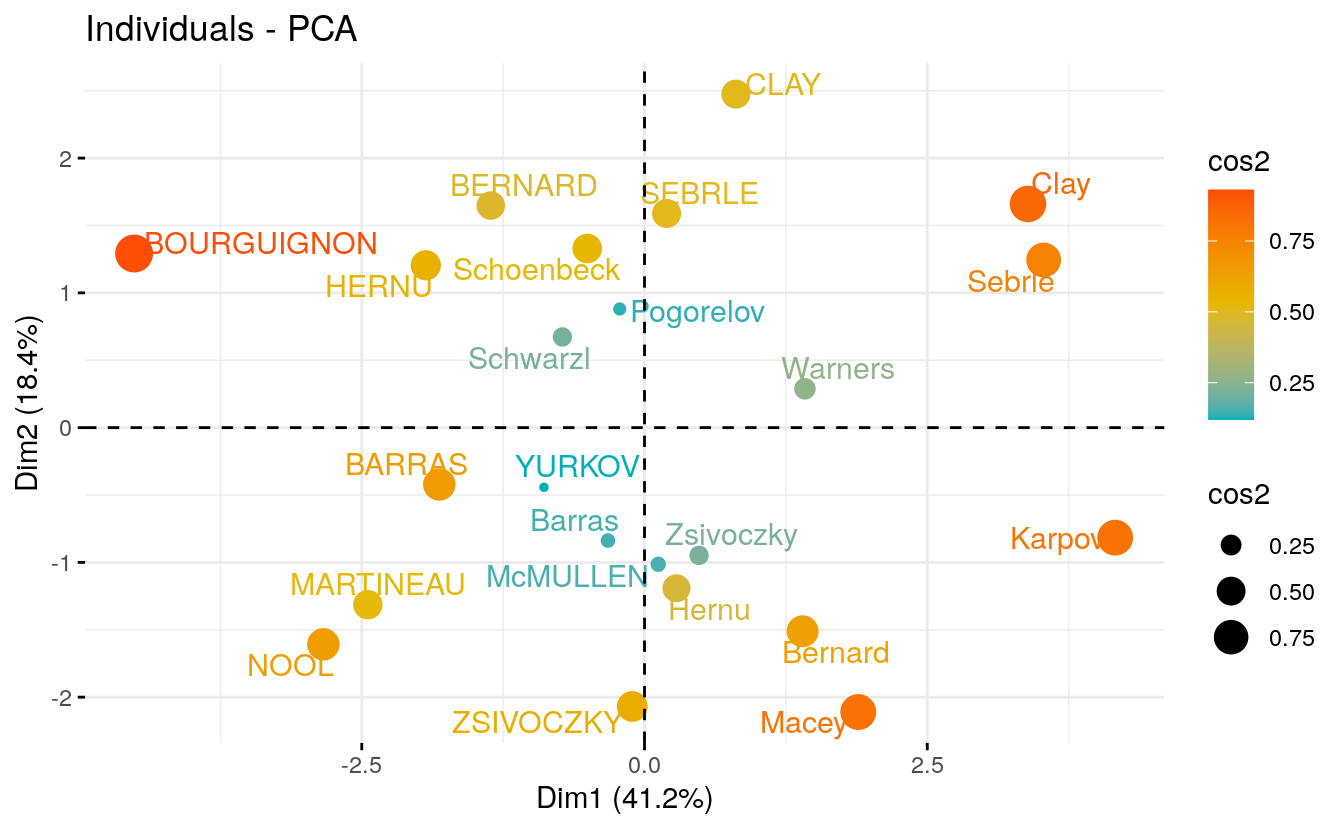 Individuals - PCA
CLAY
BERNARD
SEBRLE
Clay
BOURGUIGNON
HERNU
Schoenbeck
Sebrle
Pogorelov
Schwarzl
Warners
BARRAS
YURKOV
Barras
Zsivoczky
Karpov
McMULLEN
MARTINEAU
Hernu
NOOL
Bernard
ZSIVOCZKY
Macey
2
1
0
-1
-2
Dim2 (18.4%)
-2.5
0.0
2.5
Dim1 (41.2%)
cos2
0.75
0.50
0.25
cos2
0.25
0.50
0.75